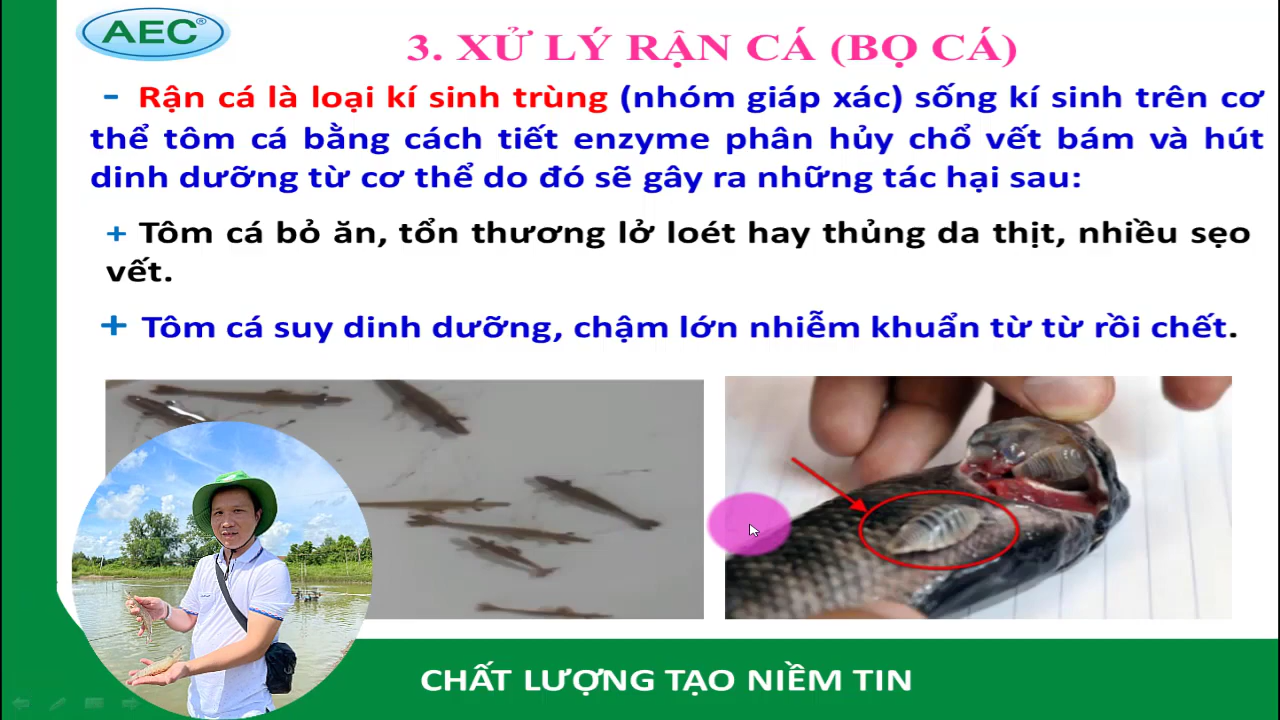 AEC®
3. XỬ LÝ RẬN CÁ (BỌ CÁ)
- Rận cá là loại kí sinh trùng (nhóm giáp xác) sống kí sinh trên cơ
thể tôm cá bằng cách tiết enzyme phân hủy chổ vết bám và hút
dinh dưỡng từ cơ thể do đó sẽ gây ra những tác hại sau:
+ Tôm cá bỏ ăn, tổn thương lở loét hay thủng da thịt, nhiều sẹo
vết.
+ Tôm cá suy dinh dưỡng, chậm lớn nhiễm khuẩn từ từ rồi chết.
CHẤT LƯỢNG TẠO NIỀM TIN